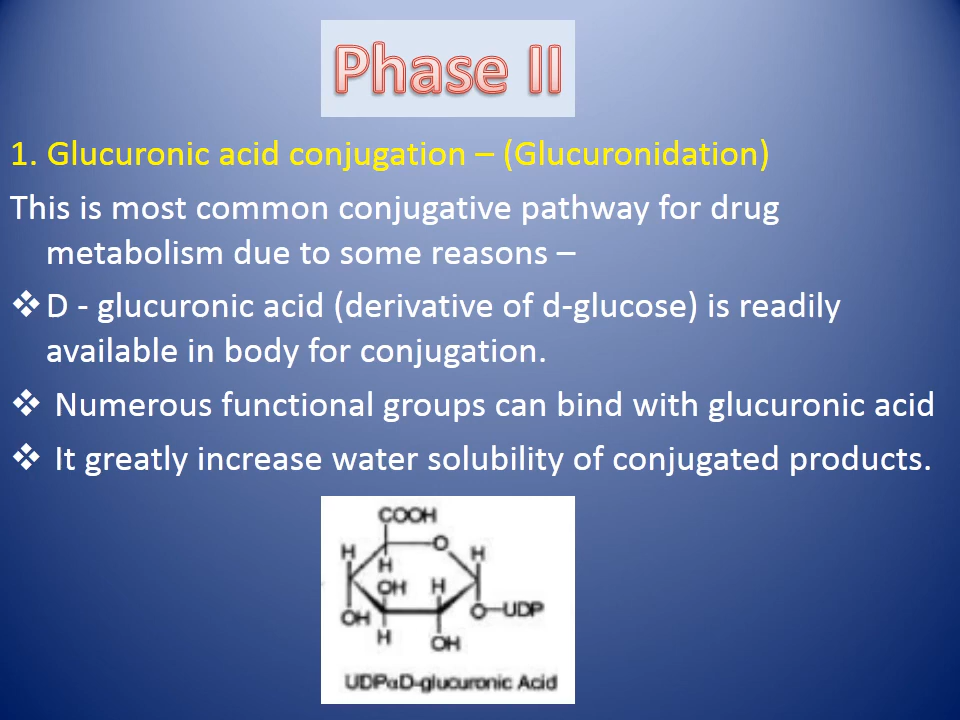 Phase II
1. Glucuronic acid conjugation – (Glucuronidation)
This is most common conjugative pathway for drug
metabolism due to some reasons –
❖ D - glucuronic acid (derivative of d-glucose) is readily
available in body for conjugation.
❖ Numerous functional groups can bind with glucuronic acid
❖ It greatly increase water solubility of conjugated products.
COOH
H O H
H
OH H
OH O–UDP
H OH
UDPαD-glucuronic Acid